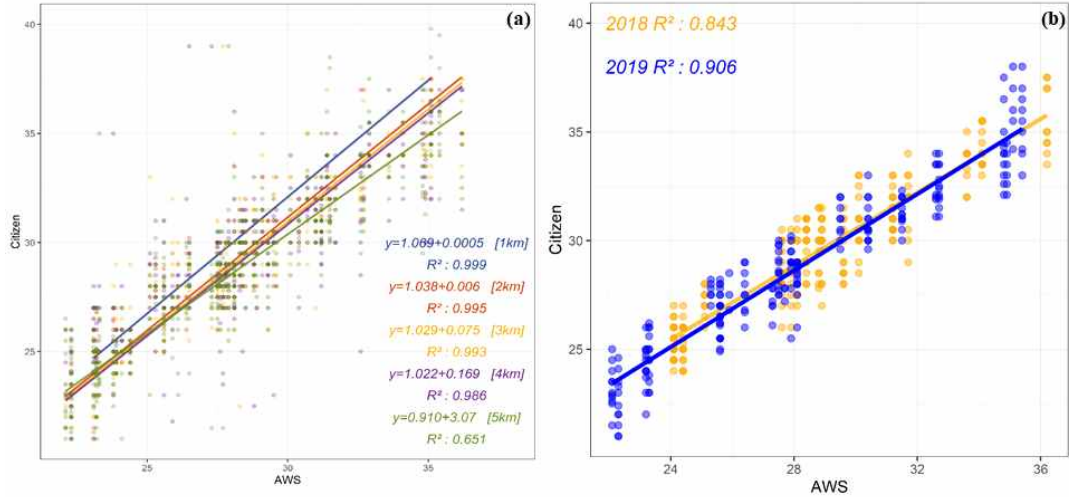 (a)
40
35
30
25
Citizen
y=1.069+0.0005 [1km]
R² : 0.999
y=1.038+0.006 [2km]
R² : 0.995
y=1.029+0.075 [3km]
R² : 0.993
y=1.022+0.169 [4km]
R² : 0.986
y=0.910+3.07 [5km]
R² : 0.651
25 30 35
AWS
(b)
2018 R² : 0.843
2019 R² : 0.906
40
35
30
25
Citizen
24 28 32 36
AWS